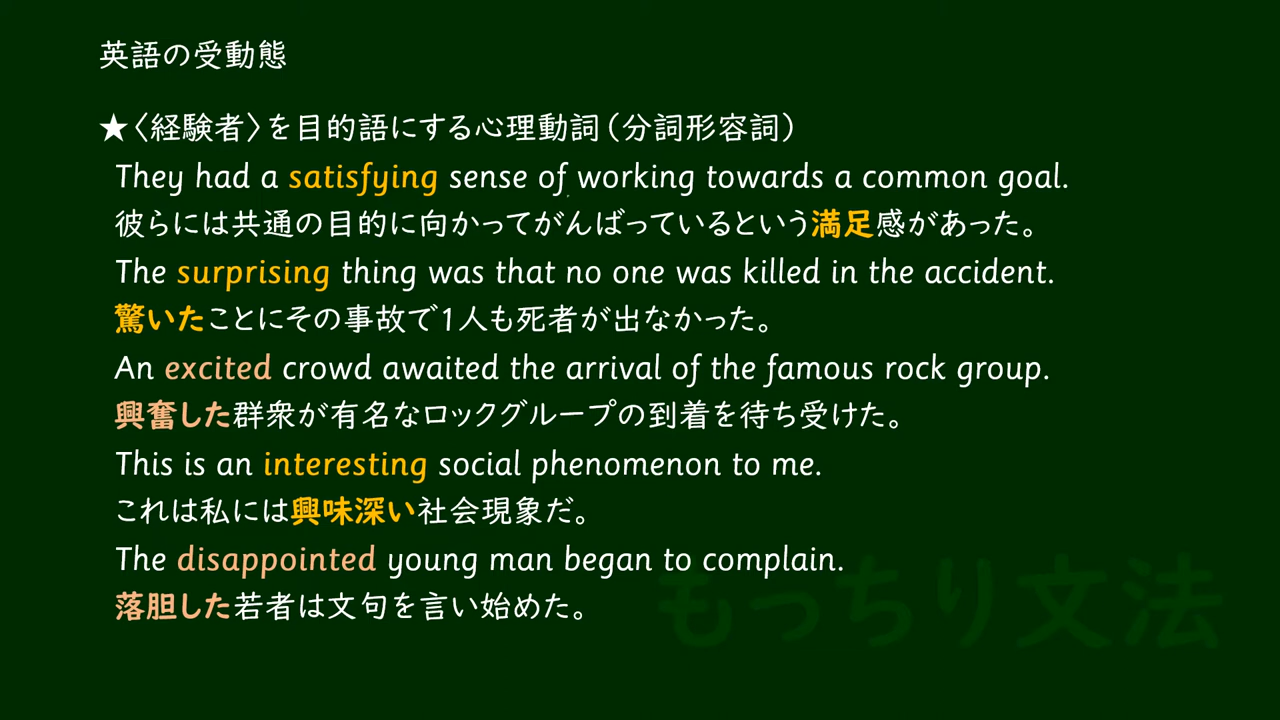 英語の受動態
★〈経験者〉を目的語にする心理動詞(分詞形容詞)
They had a satisfying sense of working towards a common goal.
彼らには共通の目的に向かってがんばっているという満足感があった。
The surprising thing was that no one was killed in the accident.
驚いたことにその事故で1人も死者が出なかった。
An excited crowd awaited the arrival of the famous rock group.
興奮した群衆が有名なロックグループの到着を待ち受けた。
This is an interesting social phenomenon to me.
これは私には興味深い社会現象だ。
The disappointed young man began to complain.
落胆した若者は文句を言い始めた。
もっちり文法